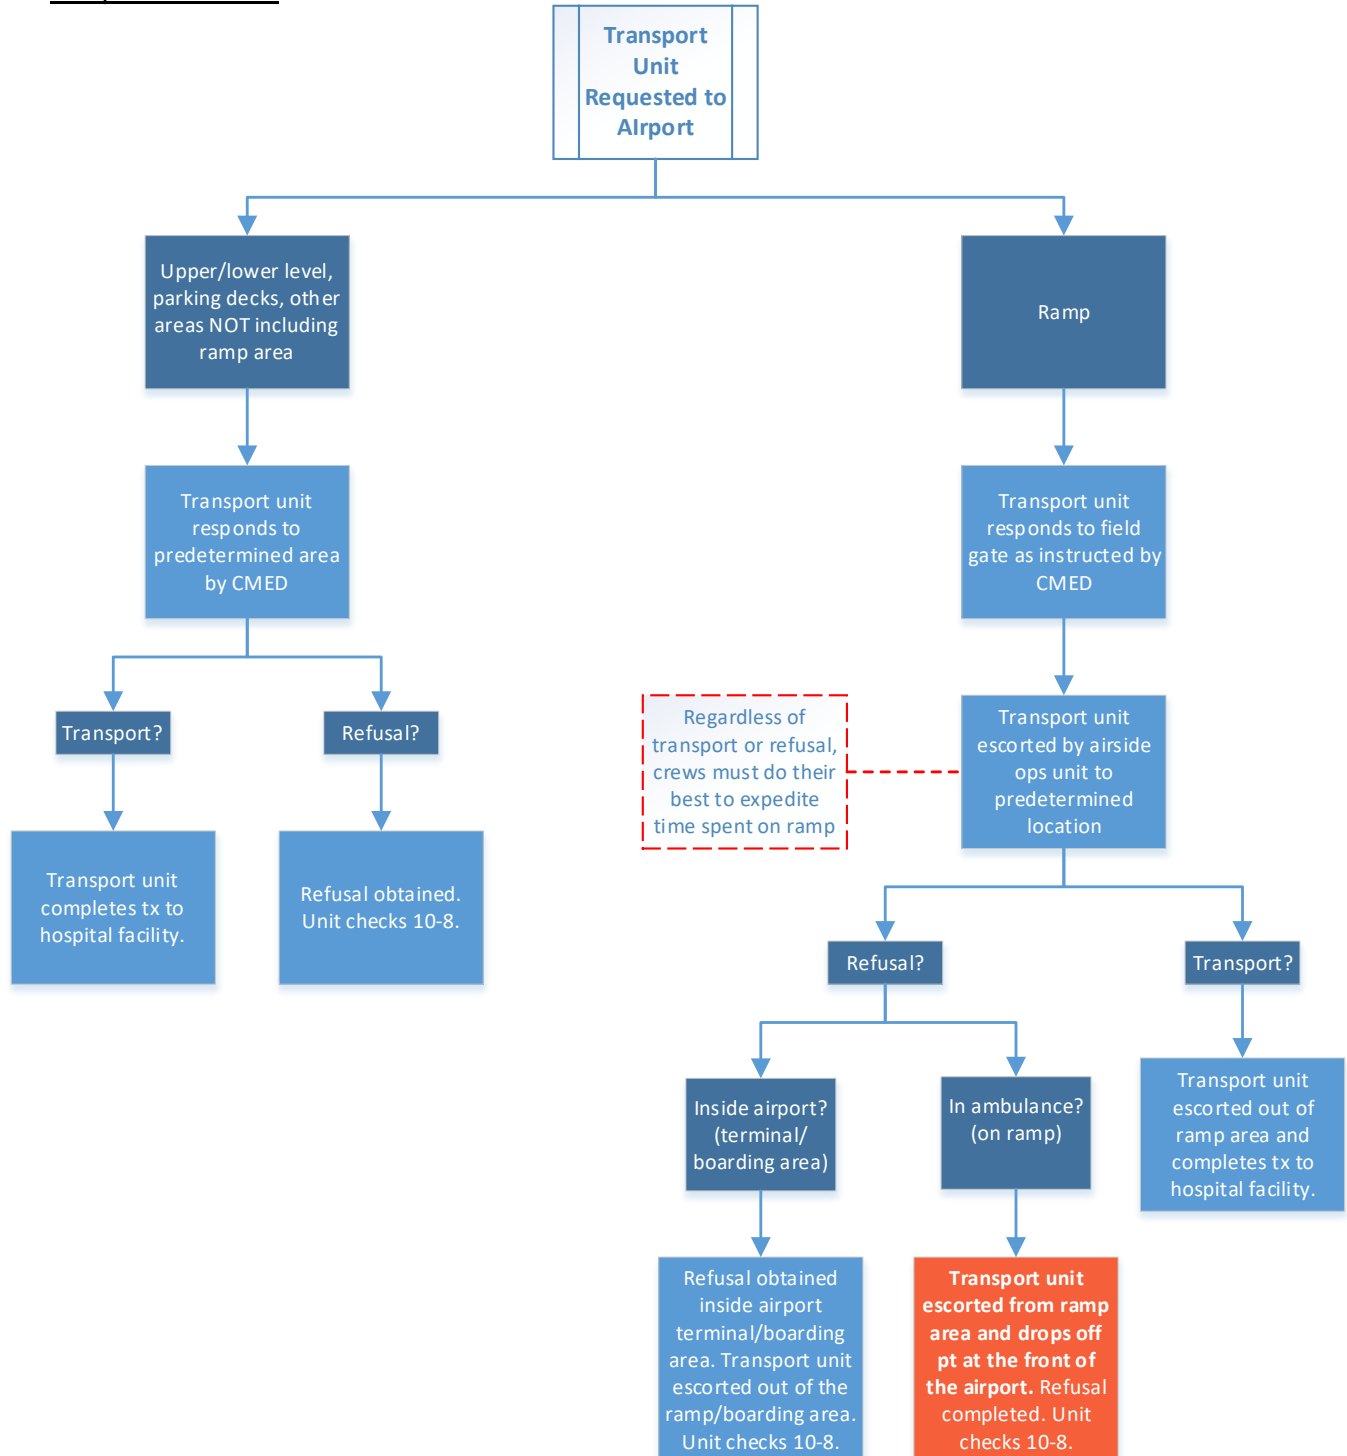 Transport
Unit
Requested to
AIrport
Upper/lower level,
parking decks, other
areas NOT including
ramp area
Ramp
Transport unit
responds to
predetermined area
by CMED
Transport unit
responds to field
gate as instructed by
CMED
Transport?
Refusal?
Regardless of
transport or refusal,
crews must do their
best to expedite
time spent on ramp
Transport unit
escorted by airside
ops unit to
predetermined
location
Transport unit
completes tx to
hospital facility.
Refusal obtained.
Unit checks 10-8.
Refusal?
Transport?
Inside airport?
(terminal/
boarding area)
In ambulance?
(on ramp)
Transport unit
escorted out of
ramp area and
completes tx to
hospital facility.
Refusal obtained
inside airport
terminal/boarding
area. Transport unit
escorted out of the
ramp/boarding area.
Unit checks 10-8.
Transport unit
escorted from ramp
area and drops off
pt at the front of
the airport. Refusal
completed. Unit
checks 10-8.